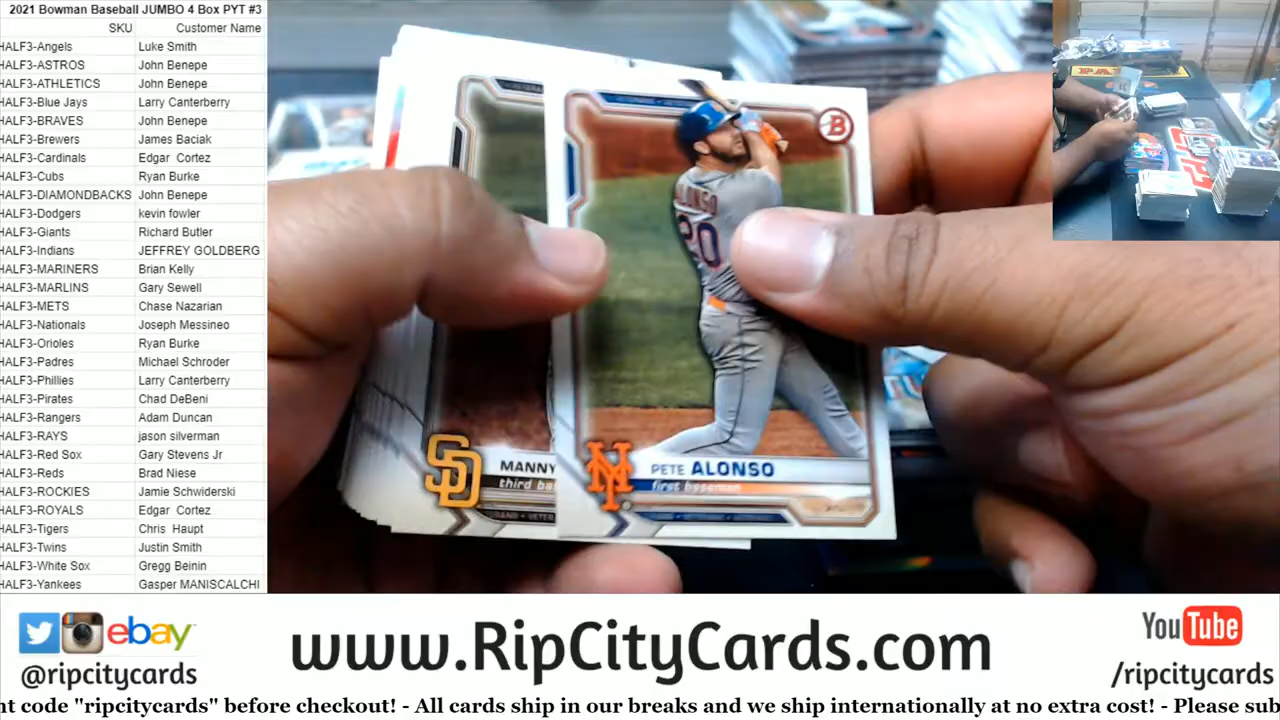 2021 Bowman Baseball JUMBO 4 Box PYT #3
SKU Customer Name
HALF3-Angels Luke Smith
HALF3-ASTROS John Benepe
HALF3-ATHLETICS John Benepe
HALF3-Blue Jays Larry Canterberry
HALF3-BRAVES John Benepe
HALF3-Brewers James Baciak
HALF3-Cardinals Edgar Cortez
HALF3-Cubs Ryan Burke
HALF3-DIAMONDBACKS John Benepe
HALF3-Dodgers kevin fowler
HALF3-Giants Richard Butler
HALF3-Indians JEFFREY GOLDBERG
HALF3-MARINERS Brian Kelly
HALF3-MARLINS Gary Sewell
HALF3-METS Chase Nazarian
HALF3-Nationals Joseph Messineo
HALF3-Orioles Ryan Burke
HALF3-Padres Michael Schroder
HALF3-Phillies Larry Canterberry
HALF3-Pirates Chad DeBeni
HALF3-Rangers Adam Duncan
HALF3-RAYS jason silverman
HALF3-Red Sox Gary Stevens Jr
HALF3-Reds Brad Niese
HALF3-ROCKIES Jamie Schwiderski
HALF3-ROYALS Edgar Cortez
HALF3-Tigers Chris Haupt
HALF3-Twins Justin Smith
HALF3-White Sox Gregg Beinin
HALF3-Yankees Gasper MANISCALCHI
B
ALONSO
20
SD
MANNY
third ba
NY
PETE ALONSO
first baseman
ebay
@ripcitycards
www.RipCityCards.com
YouTube
/ripcitycards
nt code "ripcitycards" before checkout! - All cards ship in our breaks and we ship internationally at no extra cost! - Please sub